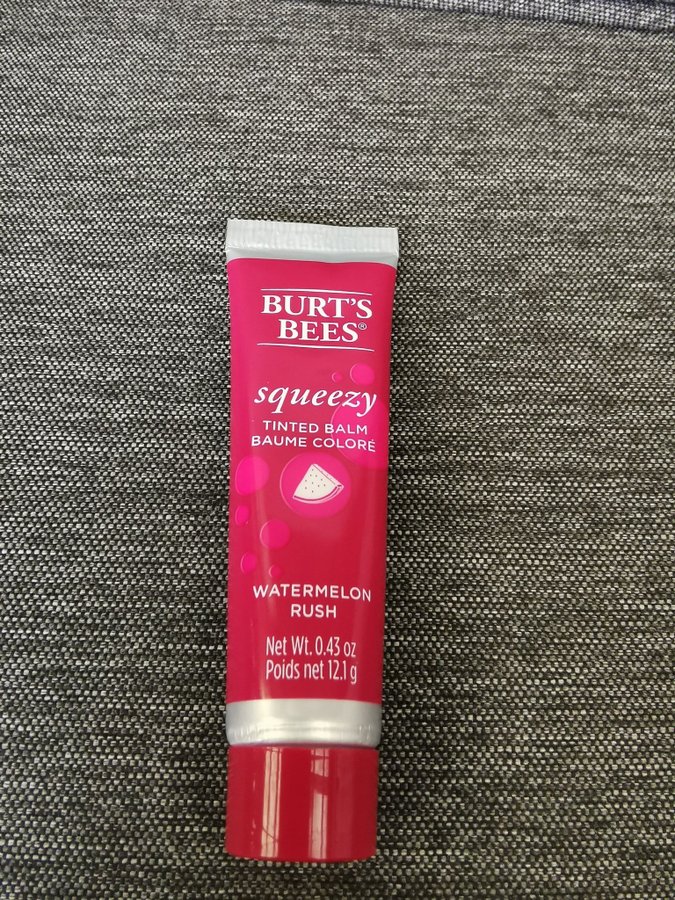 BURT'S
BEES®
squeezy
TINTED BALM
BAUME COLORÉ
WATERMELON
RUSH
Net Wt. 0.43 oz
Poids net 12.1 g